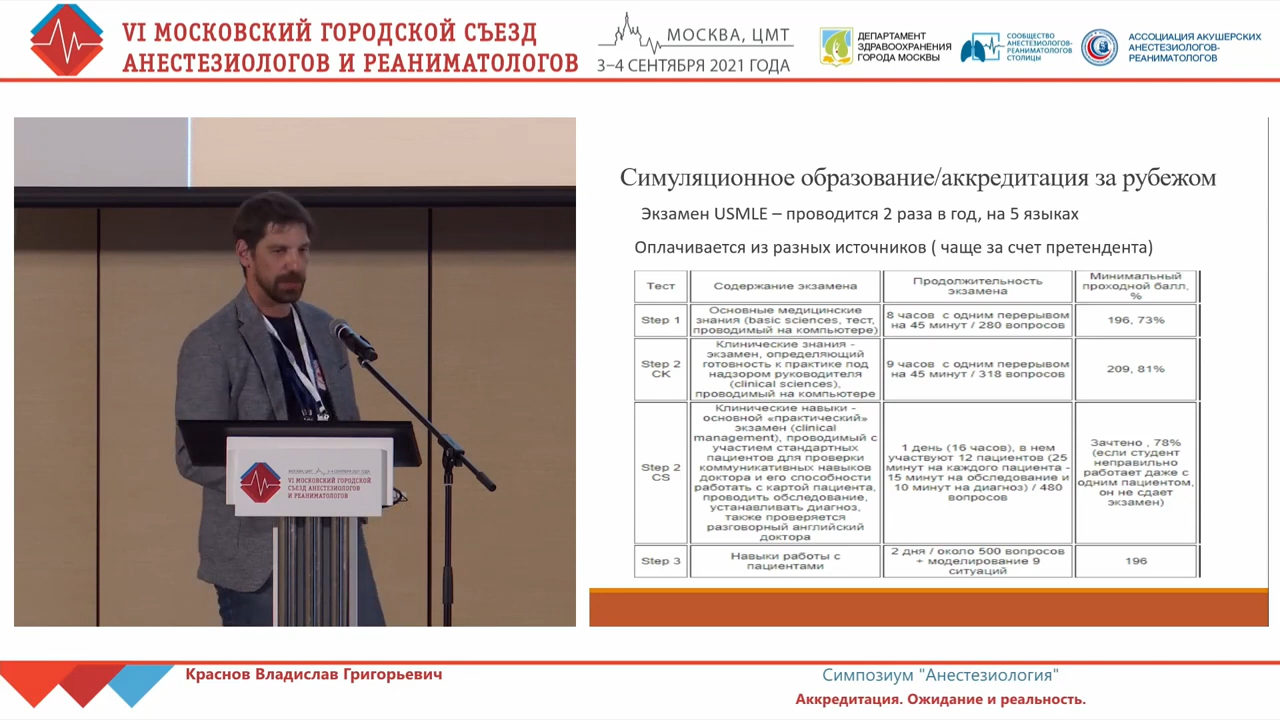 VI МОСКОВСКИЙ ГОРОДСКОЙ СЪЕЗД
АНЕСТЕЗИОЛОГОВ И РЕАНИМАТОЛОГОВ
МОСКВА, ЦМТ
3–4 СЕНТЯБРЯ 2021 ГОДА
ДЕПАРТАМЕНТ
ЗДРАВООХРАНЕНИЯ
ГОРОДА МОСКВЫ
СООБЩЕСТВО
АНЕСТЕЗИОЛОГОВ-
РЕАНИМАТОЛОГОВ
СТОЛИЦЫ
АССОЦИАЦИЯ АКУШЕРСКИХ
АНЕСТЕЗИОЛОГОВ-
РЕАНИМАТОЛОГОВ
VI МОСКОВСКИЙ ГОРОДСКОЙ
СЪЕЗД АНЕСТЕЗИОЛОГОВ
И РЕАНИМАТОЛОГОВ
Симуляционное образование/аккредитация за рубежом
Экзамен USMLE – проводится 2 раза в год, на 5 языках
Оплачивается из разных источников ( чаще за счет претендента)
Тест
Содержание экзамена
Продолжительность
экзамена
Минимальный
проходной балл,
%
Step 1
Основные медицинские
знания (basic sciences, тест,
проводимый на компьютере)
8 часов с одним перерывом
на 45 минут / 280 вопросов
196, 73%
Step 2
CK
Клинические знания -
экзамен, определяющий
готовность к практике под
надзором руководителя
(clinical sciences),
проводимый на компьютере
9 часов с одним перерывом
на 45 минут / 318 вопросов
209, 81%
Step 2
CS
Клинические навыки -
основной «практический»
экзамен (clinical
management), проводимый с
участием стандартных
пациентов для проверки
коммуникативных навыков
доктора и его способности
работать с картой пациента,
проводить обследование,
устанавливать диагноз,
также проверяется
разговорный английский
доктора
1 день (16 часов), в нем
участвуют 12 пациентов (25
минут на каждого пациента -
15 минут на обследование и
10 минут на диагноз) / 480
вопросов
Зачтено , 78%
(если студент
неправильно
работает даже с
одним пациентом,
он не сдает
экзамен)
Step 3
Навыки работы с
пациентами
2 дня / около 500 вопросов
+ моделирование 9
ситуаций
196
Краснов Владислав Григорьевич
Симпозиум "Анестезиология"
Аккредитация. Ожидание и реальность.